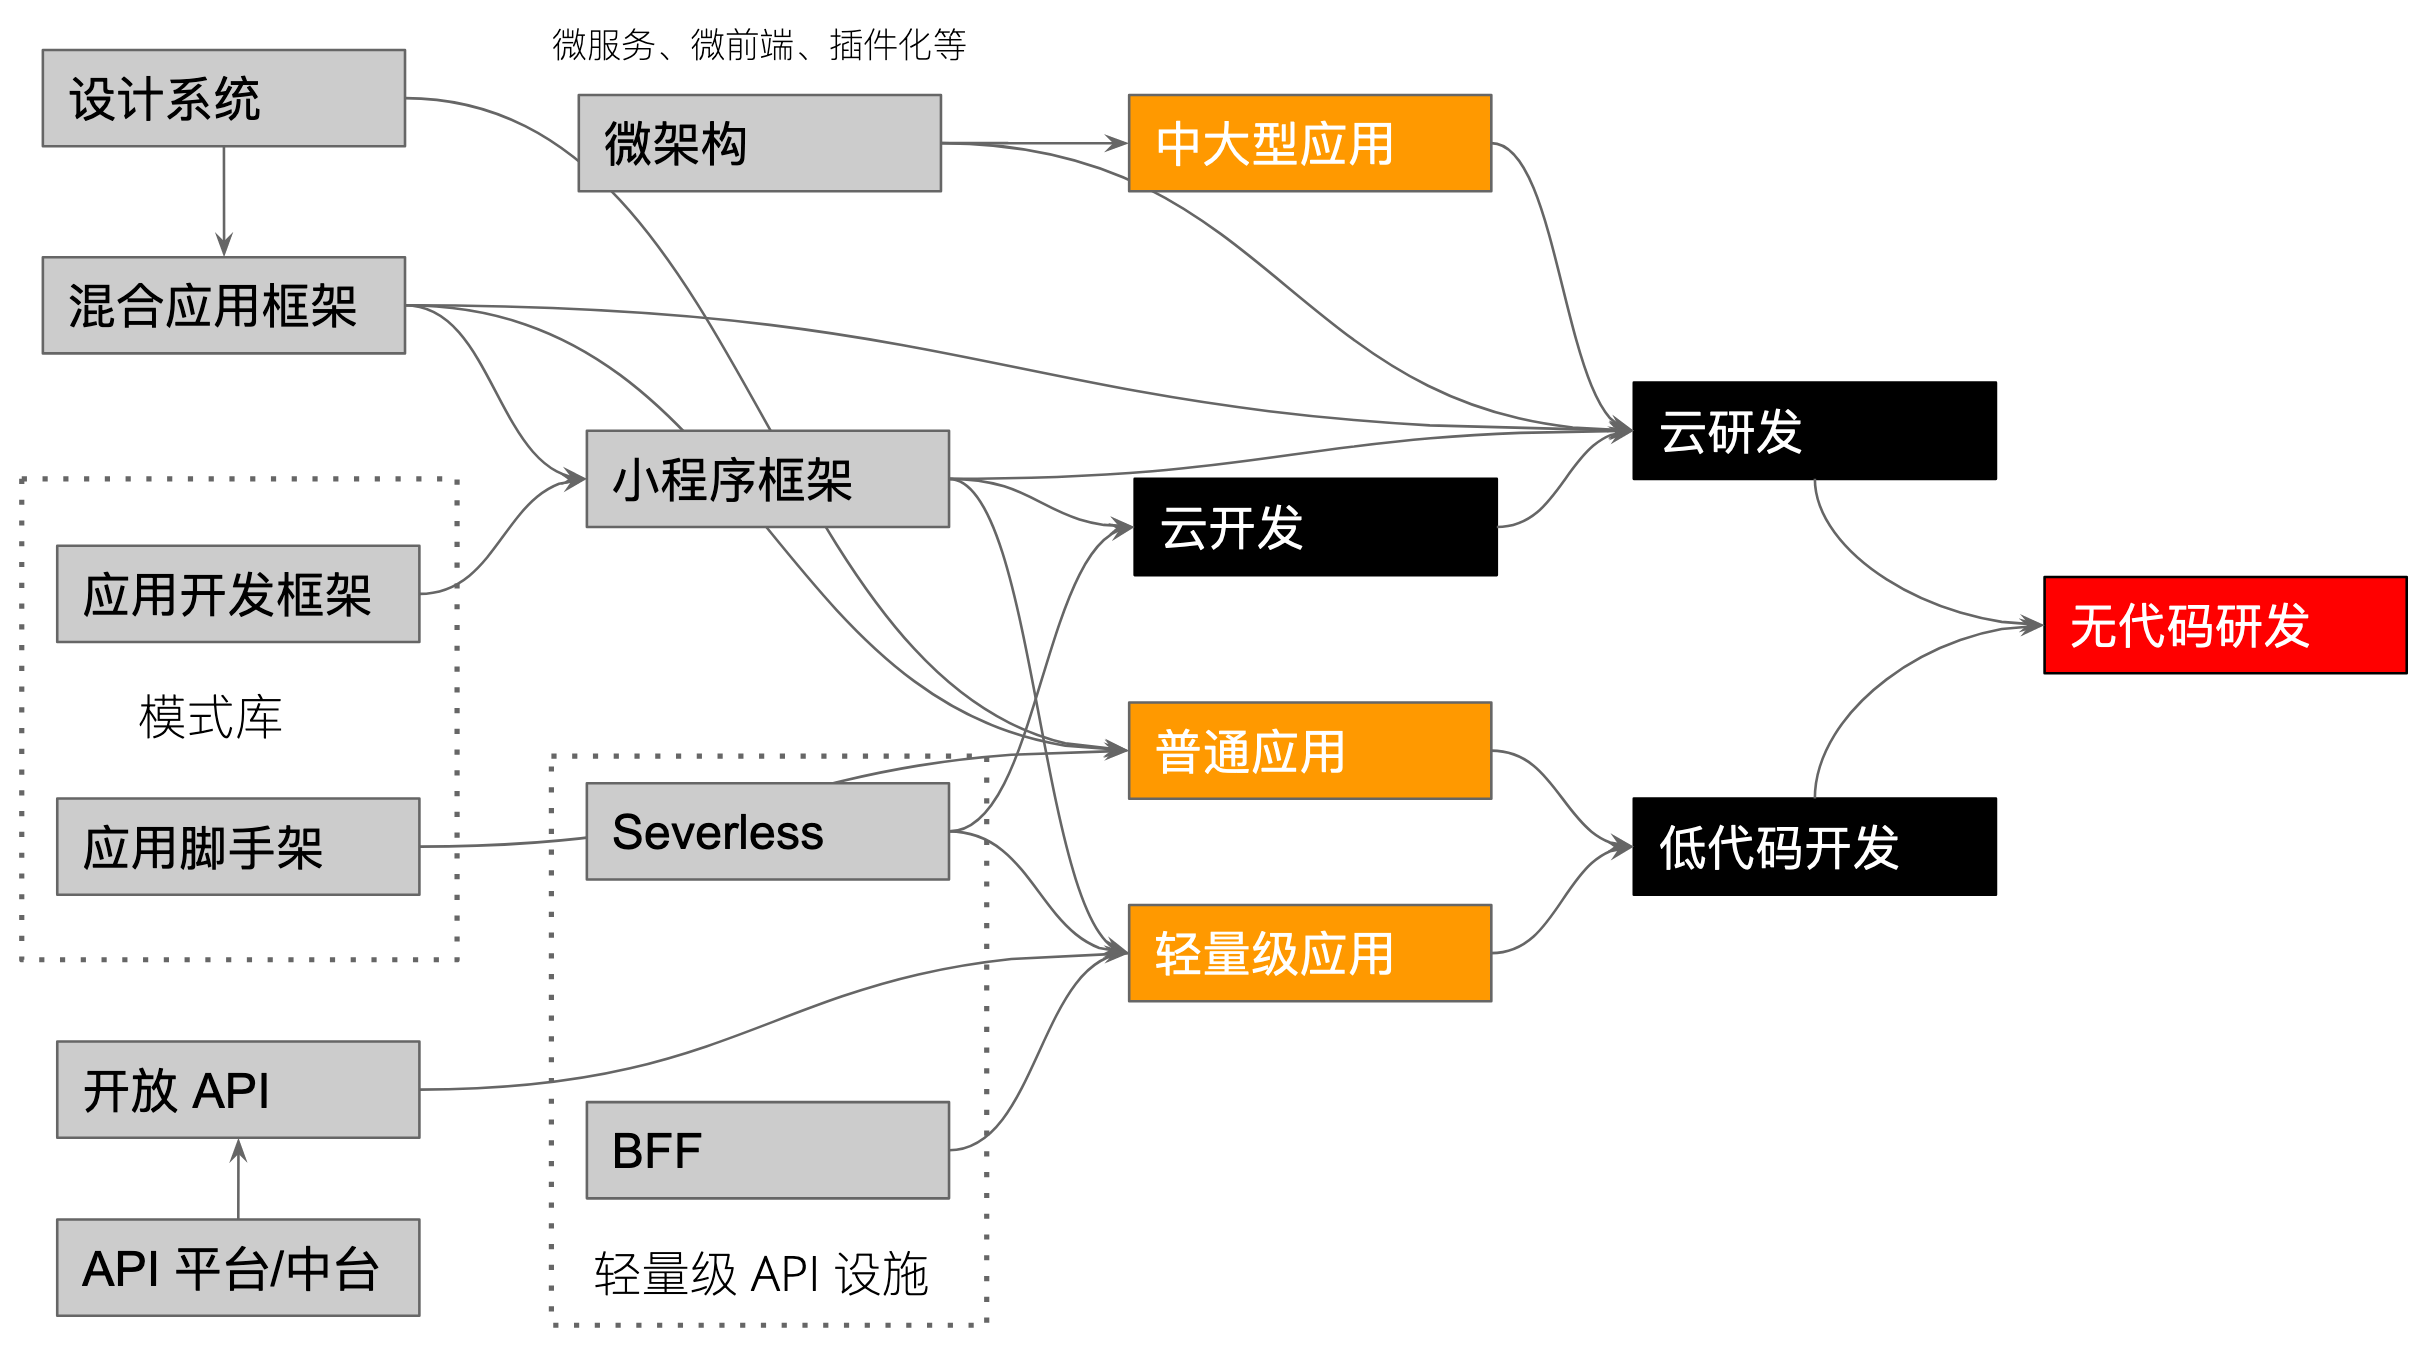 微服务、微前端、插件化等
设计系统
微架构
中大型应用
混合应用框架
云研发
小程序框架
云开发
应用开发框架
无代码研发
模式库
普通应用
Severless
应用脚手架
低代码开发
轻量级应用
开放 API
BFF
API 平台/中台
轻量级 API 设施